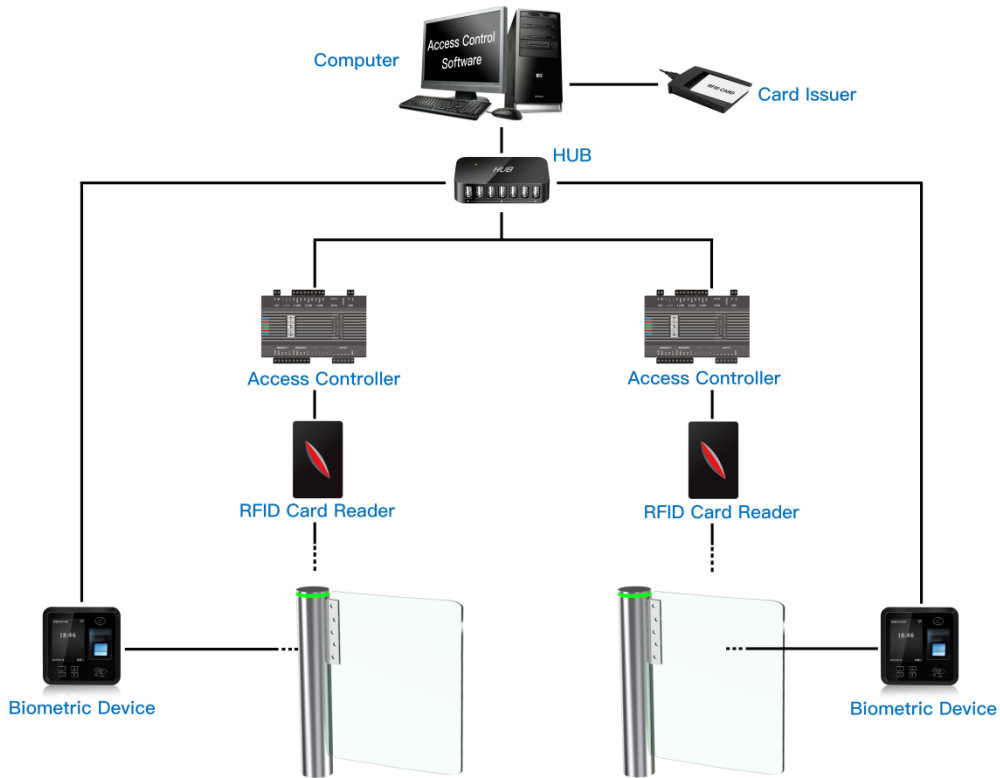 Computer
Access Control
Software
RFID CARD
Card Issuer
HUB
HUB
Access Controller
Access Controller
RFID Card Reader
RFID Card Reader
18:46
18:46
Biometric Device
Biometric Device